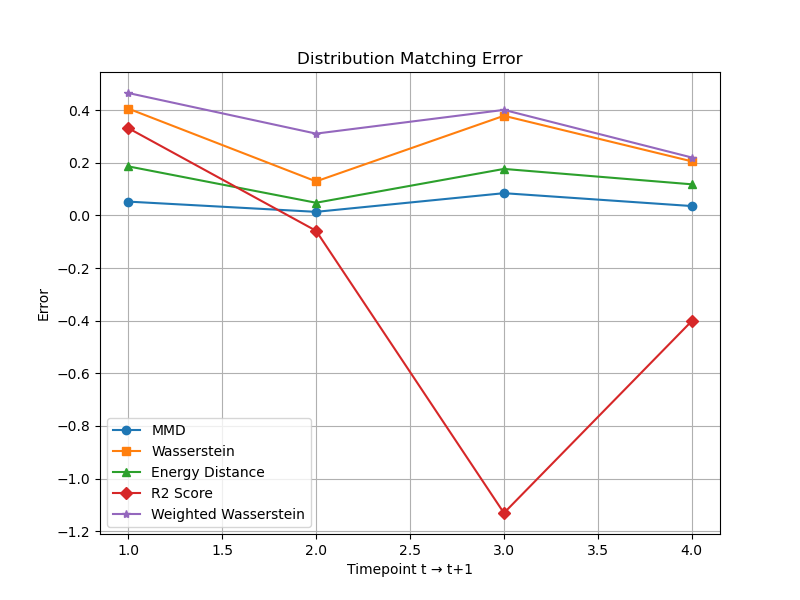 Distribution Matching Error
Error
0.4
0.2
0.0
−0.2
−0.4
−0.6
−0.8
−1.0
−1.2
MMD
Wasserstein
Energy Distance
R2 Score
Weighted Wasserstein
1.0 1.5 2.0 2.5 3.0 3.5 4.0
Timepoint t → t+1